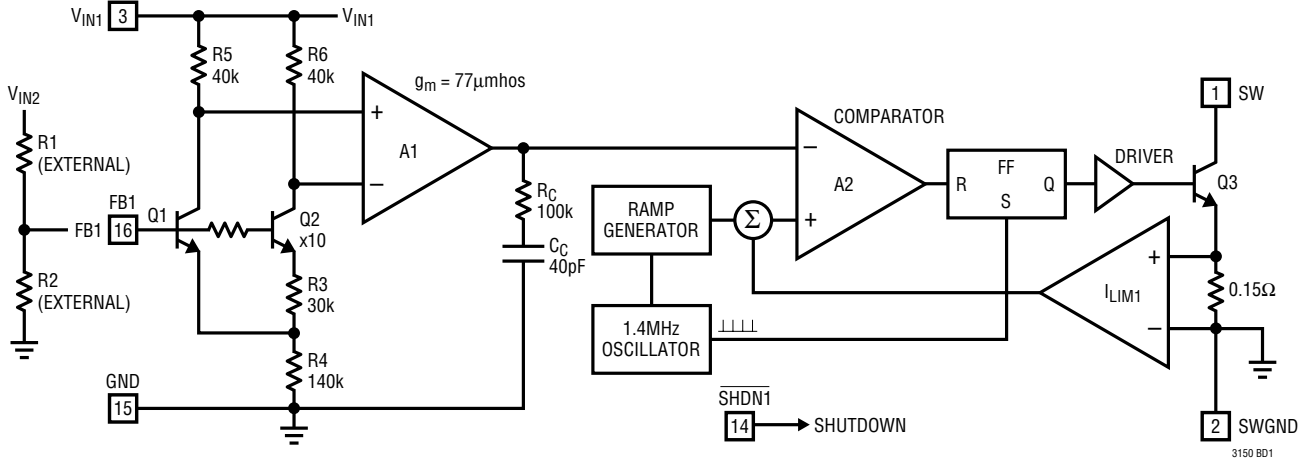 VIN1
3
VIN1
R5
40k
R6
40k
gm = 77µmhos
VIN2
R1
(EXTERNAL)
FB1
FB1
16
Q1
Q2
x10
R2
(EXTERNAL)
R3
30k
R4
140k
GND
15
+
−
A1
RC
100k
CC
40pF
COMPARATOR
−
+
A2
RAMP
GENERATOR
Σ
1.4MHz
OSCILLATOR
R
FF
S
Q
DRIVER
1
SW
Q3
+
−
ILIM1
0.15Ω
SHDN1
14
SHUTDOWN
2
SWGND
3150 BD1